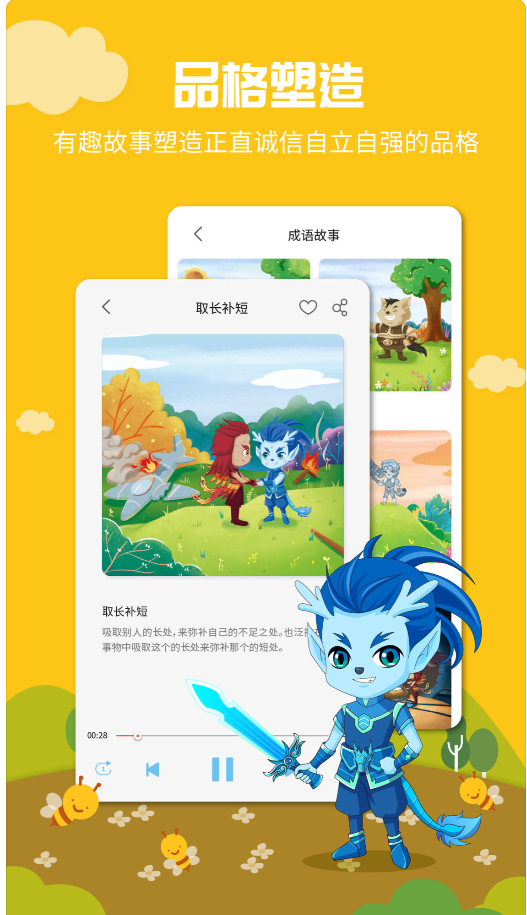 品格塑造
有趣故事塑造正直诚信自立自强的品格
成语故事
取长补短
取长补短
吸取别人的长处，来弥补自己的不足之处。也泛
事物中吸取这个的长处来弥补那个的短处。
00:28
1